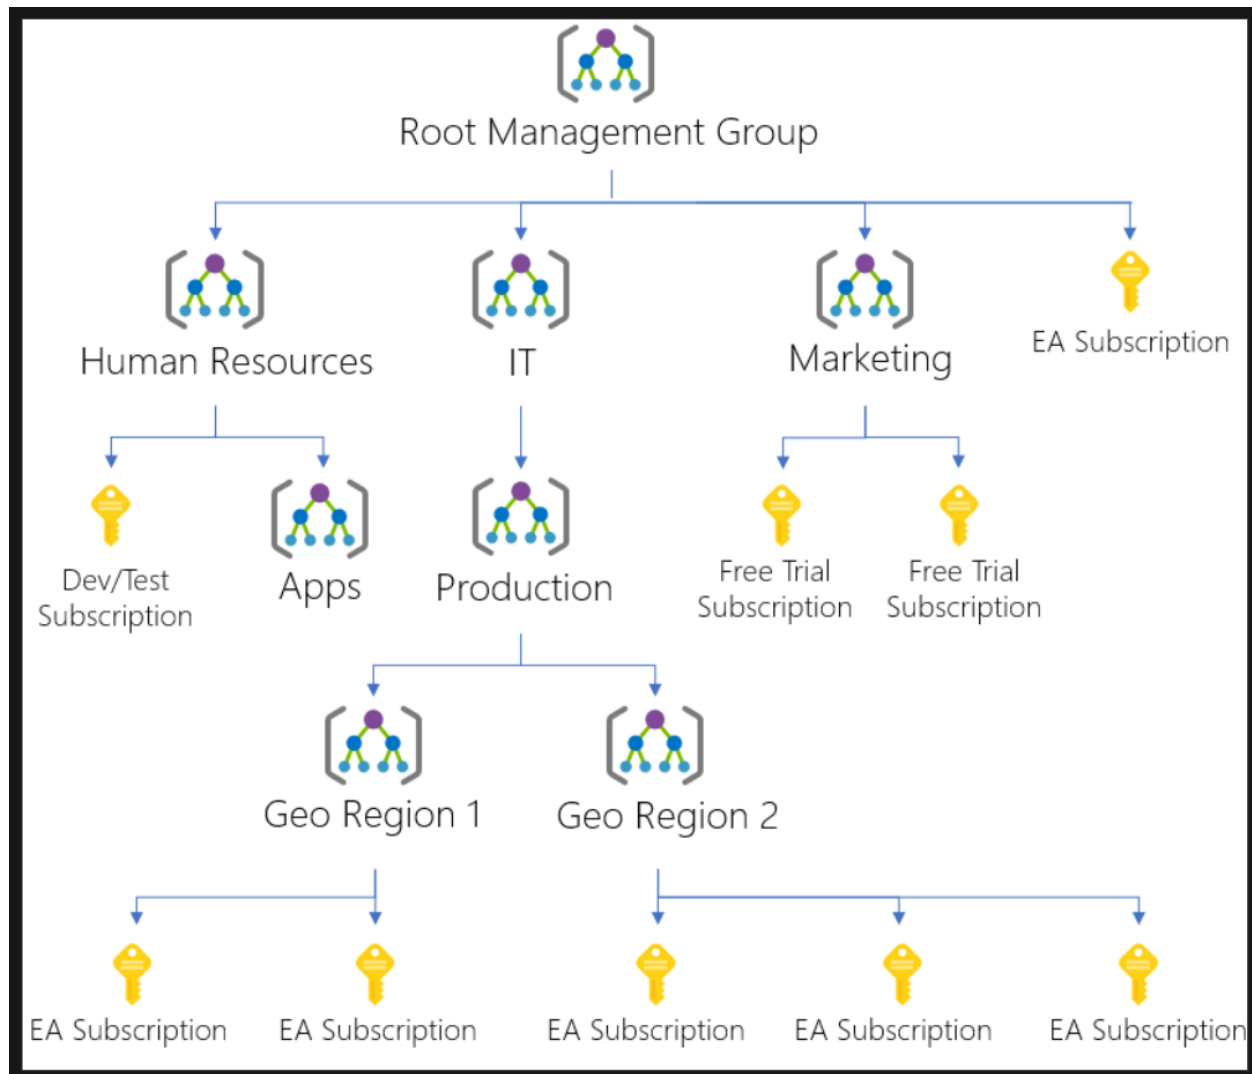 Root Management Group
Human Resources
IT
Marketing
EA Subscription
Dev/Test
Subscription
Apps
Production
Free Trial
Subscription
Free Trial
Subscription
Geo Region 1
Geo Region 2
EA Subscription
EA Subscription
EA Subscription
EA Subscription
EA Subscription